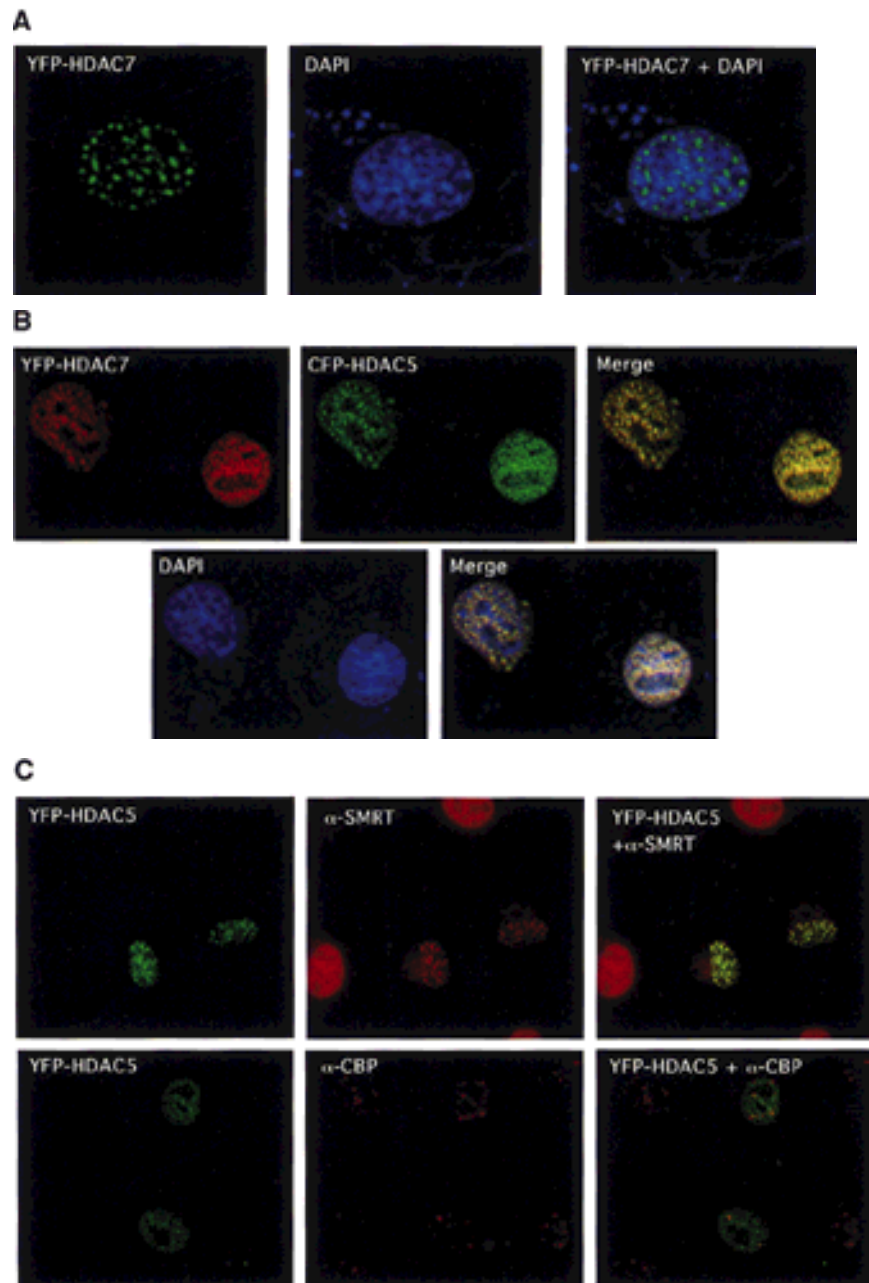 A
YFP-HDAC7
DAPI
YFP-HDAC7 + DAPI
B
YFP-HDAC7
CFP-HDAC5
Merge
DAPI
Merge
C
YFP-HDAC5
α-SMRT
YFP-HDAC5
+α-SMRT
YFP-HDAC5
α-CBP
YFP-HDAC5 + α-CBP